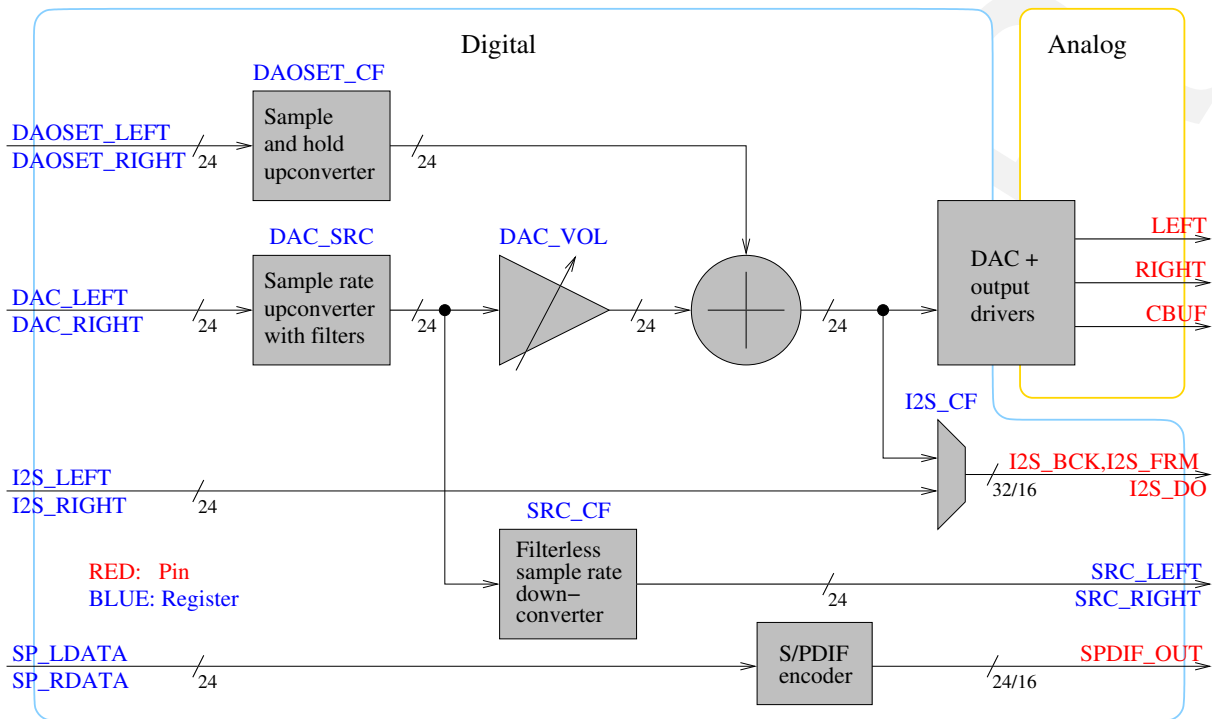 Digital
Analog
DAOSET_CF
DAOSET_LEFT
DAOSET_RIGHT
24
Sample
and hold
upconverter
24
DAC_SRC
DAC_VOL
DAC_LEFT
DAC_RIGHT
24
Sample rate
upconverter
with filters
24
24
24
DAC +
output
drivers
LEFT
RIGHT
CBUF
I2S_CF
I2S_LEFT
I2S_RIGHT
24
32/16
I2S_BCK,I2S_FRM
I2S_DO
SRC_CF
Filterless
sample rate
down–
converter
24
SRC_LEFT
SRC_RIGHT
RED: Pin
BLUE: Register
SP_LDATA
SP_RDATA
24
S/PDIF
encoder
24/16
SPDIF_OUT